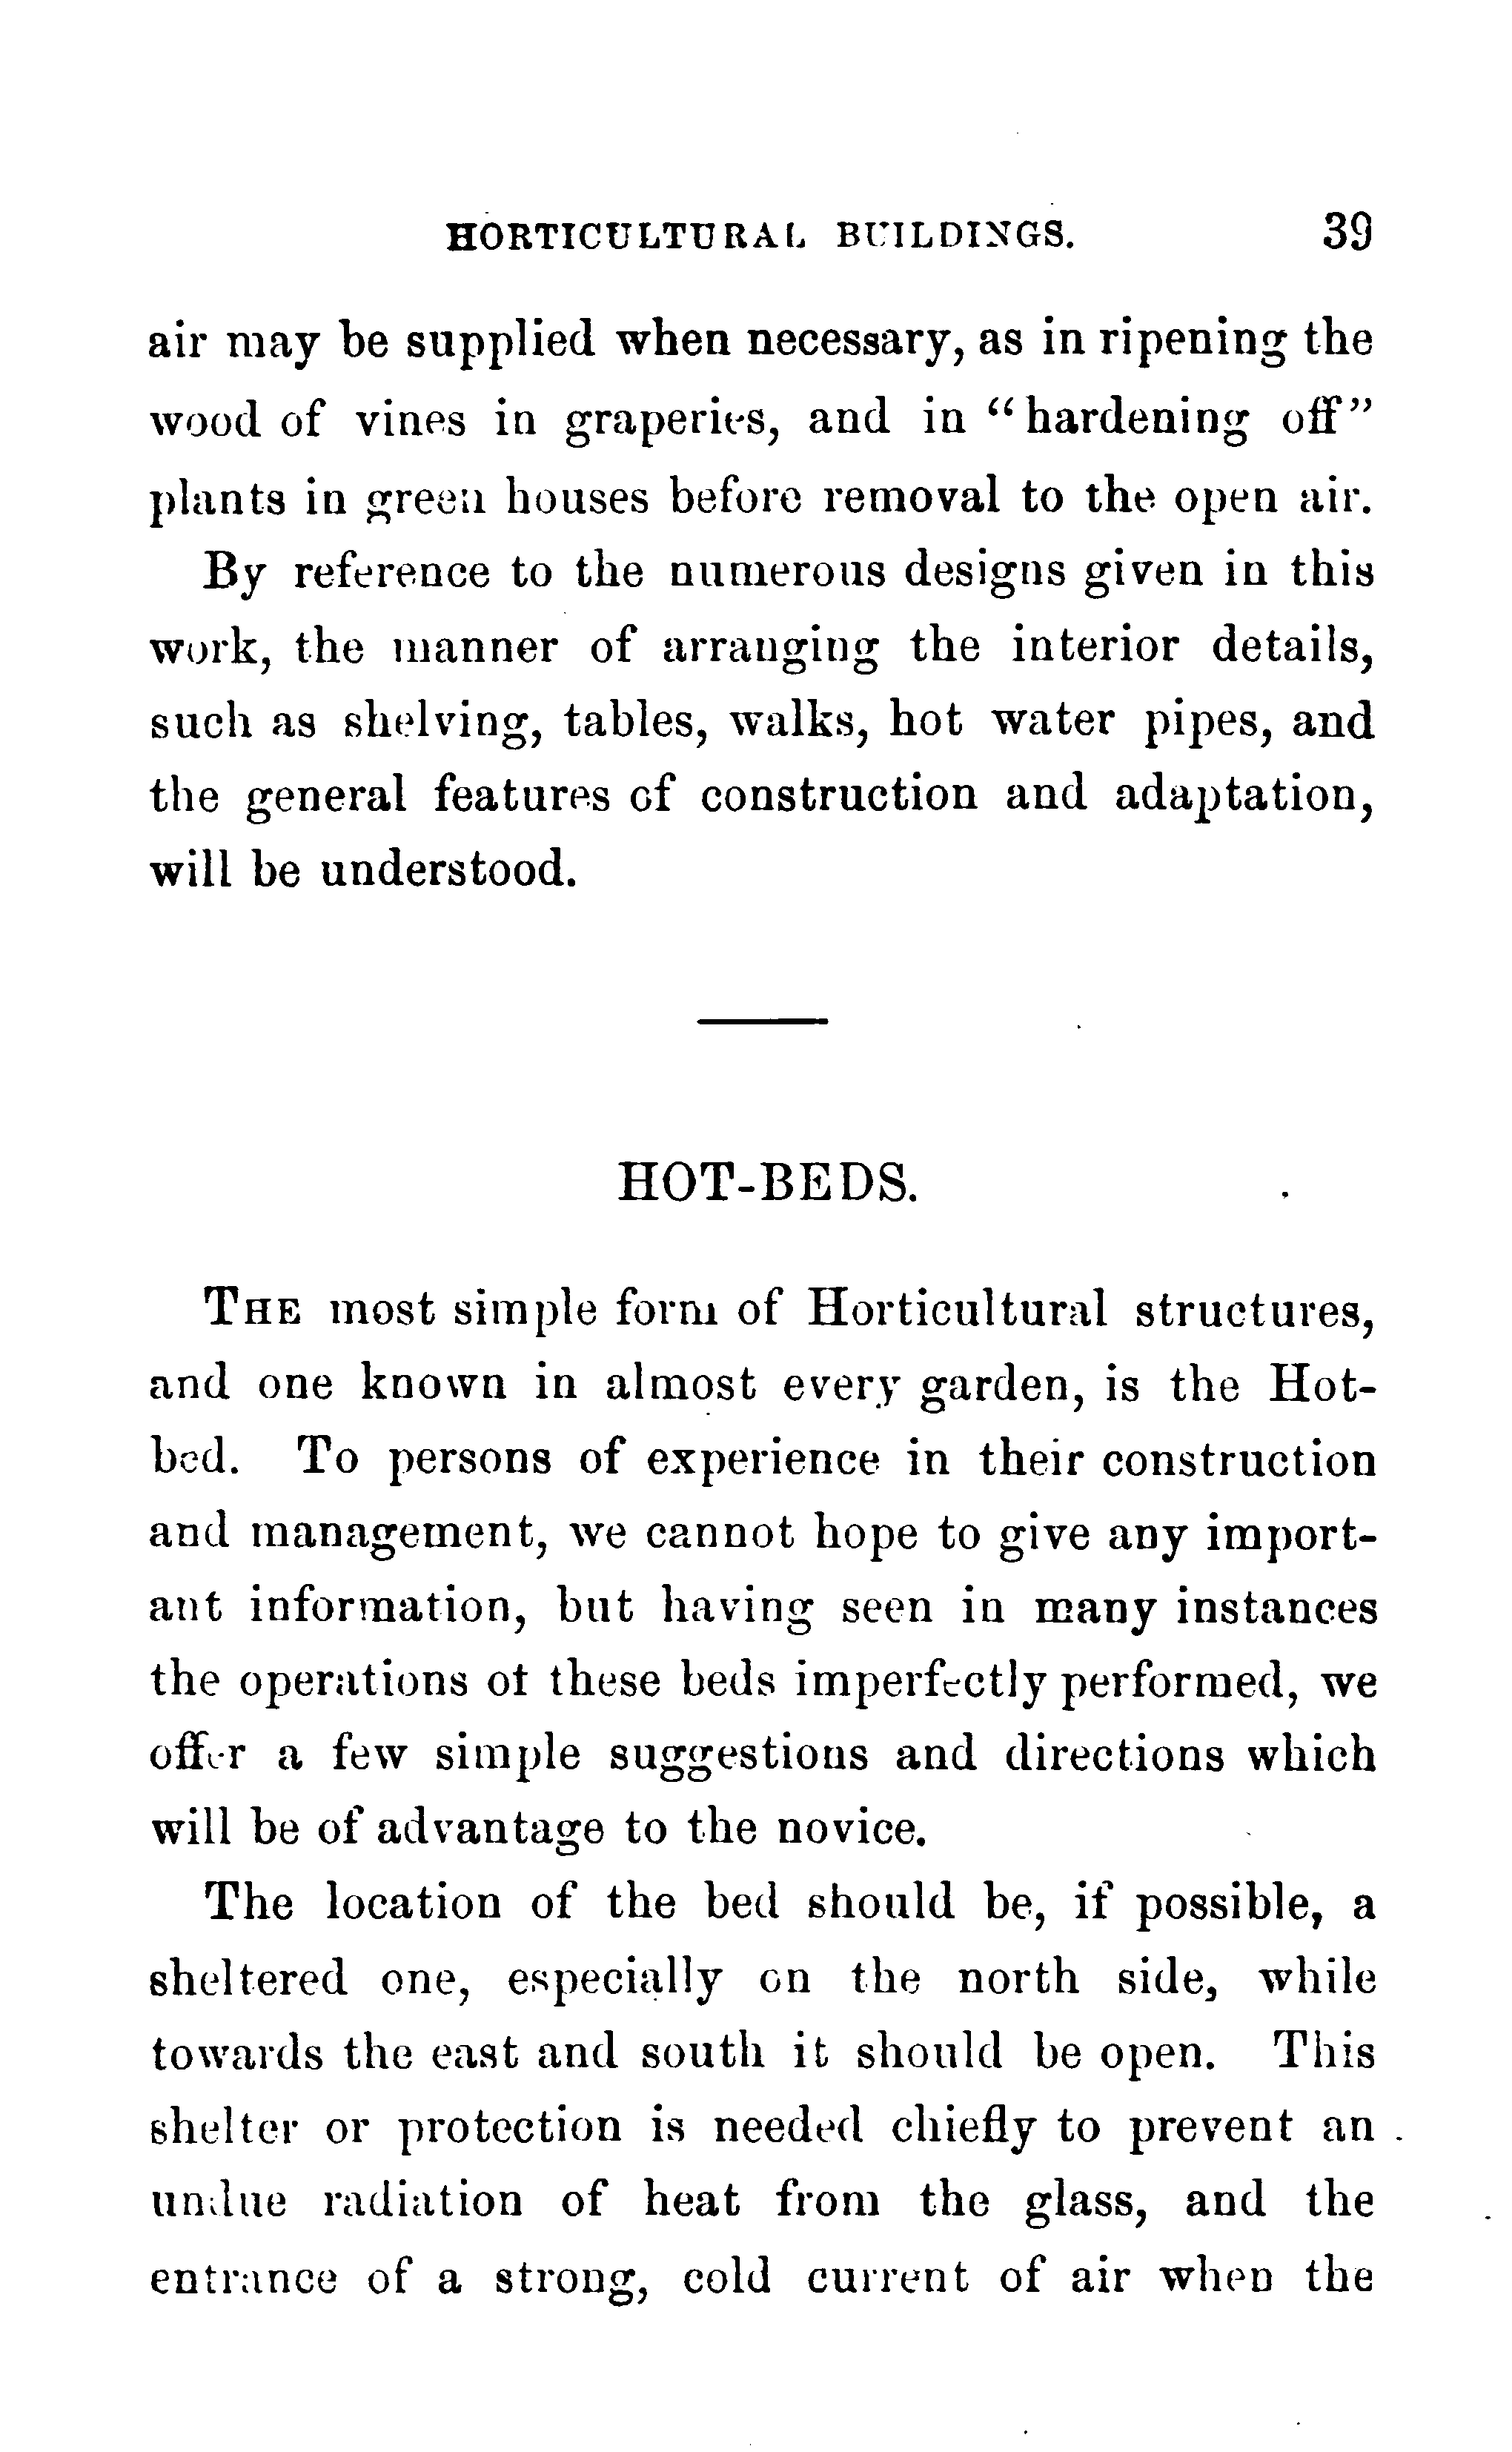 HORTICULTURAL BUILDINGS. 39
air may be supplied when necessary, as in ripening the
wood of vines in graperies, and in “hardening off”
plants in green houses before removal to the open air.
By reference to the numerous designs given in this
work, the manner of arranging the interior details,
such as shelving, tables, walks, hot water pipes, and
the general features of construction and adaptation,
will be understood.
HOT-BEDS.
THE most simple form of Horticultural structures,
and one known in almost every garden, is the Hot-
bed. To persons of experience in their construction
and management, we cannot hope to give any import-
ant information, but having seen in many instances
the operations of these beds imperfectly performed, we
offer a few simple suggestions and directions which
will be of advantage to the novice.
The location of the bed should be, if possible, a
sheltered one, especially on the north side, while
towards the east and south it should be open. This
shelter or protection is needed chiefly to prevent an
undue radiation of heat from the glass, and the
entrance of a strong, cold current of air when the